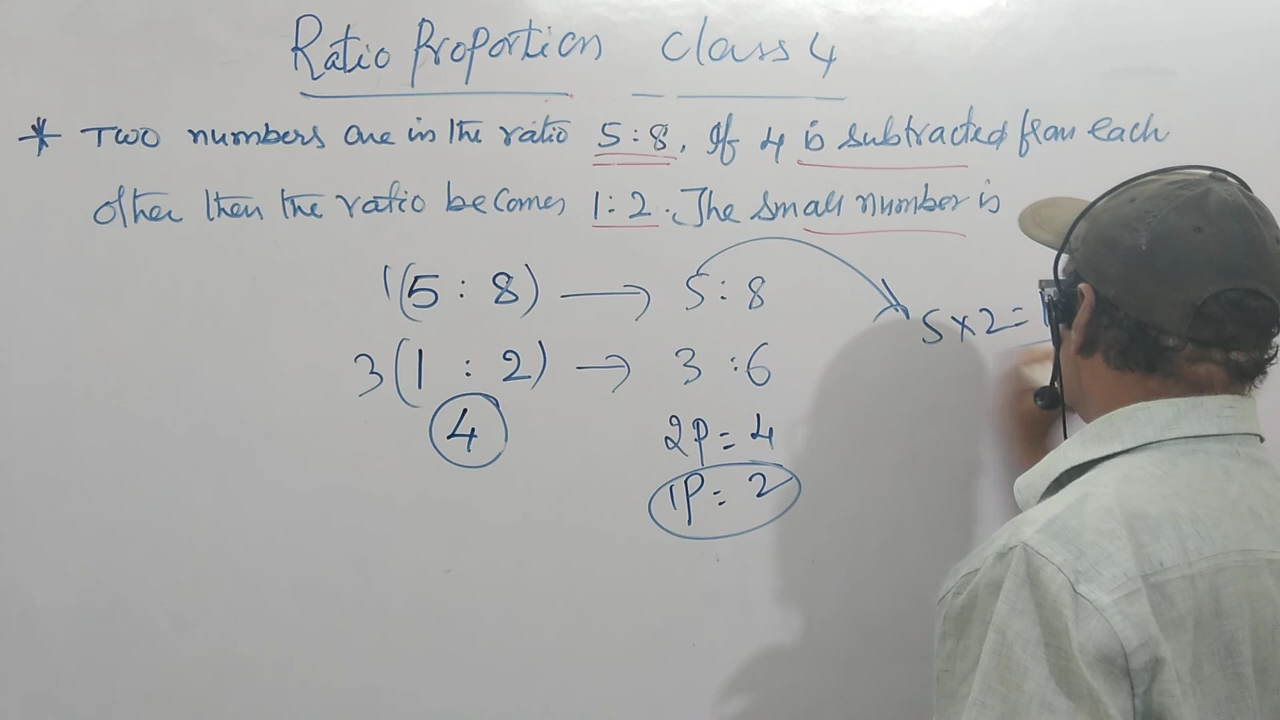 Ratio Proportion Class 4
* Two numbers are in the ratio 5:8. If 4 is subtracted from each
other then the ratio becomes 1:2. The small number is
1(5 : 8) → 5:8
5×2=
3(1 : 2) → 3:6
4
2P=4
1P=2